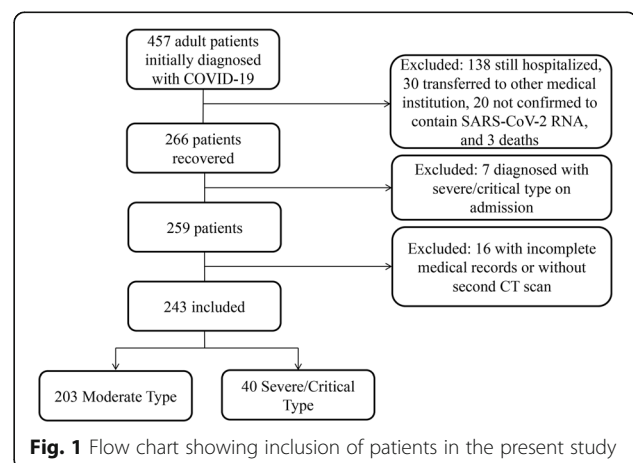 457 adult patients
initially diagnosed
with COVID-19
Excluded: 138 still hospitalized,
30 transferred to other medical
institution, 20 not confirmed to
contain SARS-CoV-2 RNA,
and 3 deaths
266 patients
recovered
Excluded: 7 diagnosed with
severe/critical type on
admission
259 patients
Excluded: 16 with incomplete
medical records or without
second CT scan
243 included
203 Moderate Type
40 Severe/Critical
Type
Fig. 1 Flow chart showing inclusion of patients in the present study